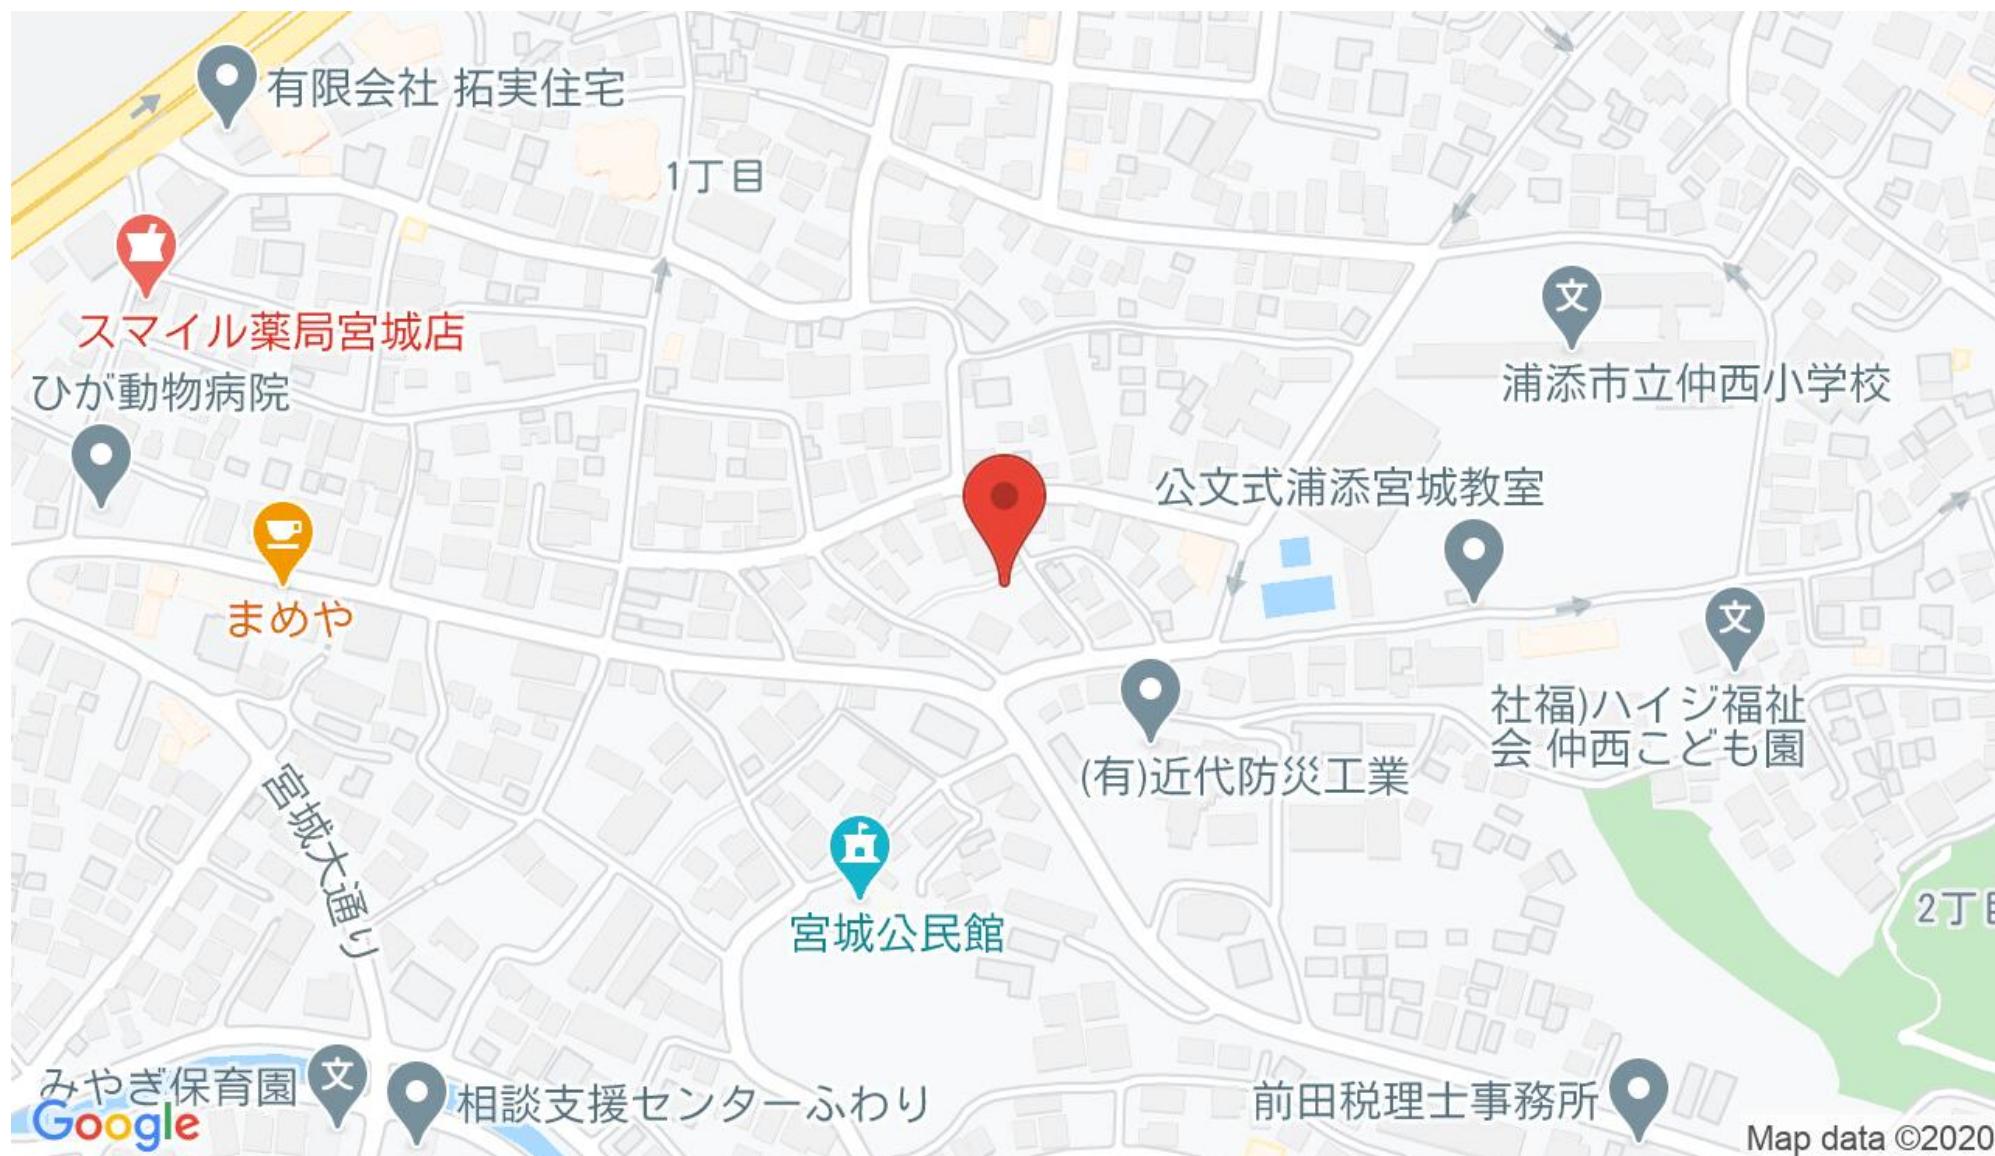 有限会社 拓実住宅
1丁目
スマイル薬局宮城店
ひが動物病院
文
浦添市立仲西小学校
公文式浦添宮城教室
まめや
文
社福)ハイジ福祉
会 仲西こども園
(有)近代防災工業
宮城大通り
宮城公民館
2丁目
みやぎ保育園
文
相談支援センターふわり
前田税理士事務所
Google
Map data ©2020